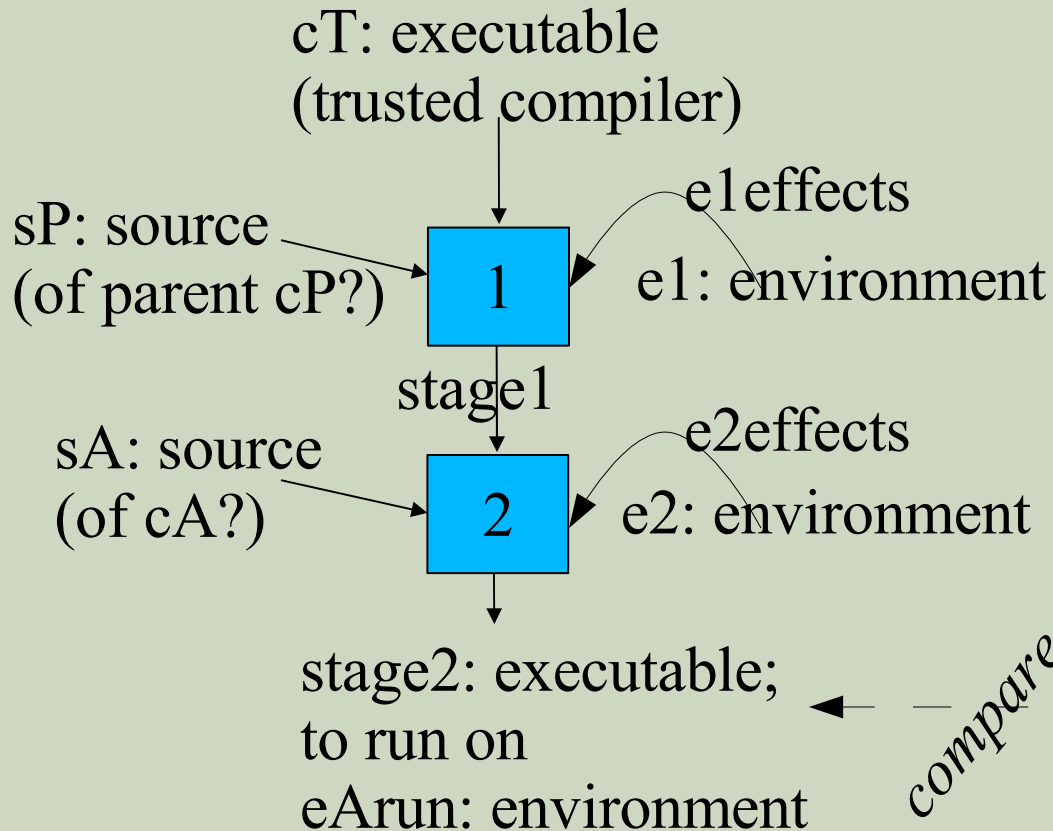 cT: executable
(trusted compiler)
e1effects
sP: source
(of parent cP?)
1
e1: environment
stage1
e2effects
sA: source
(of cA?)
2
e2: environment
stage2: executable;
to run on
eArun: environment
compare